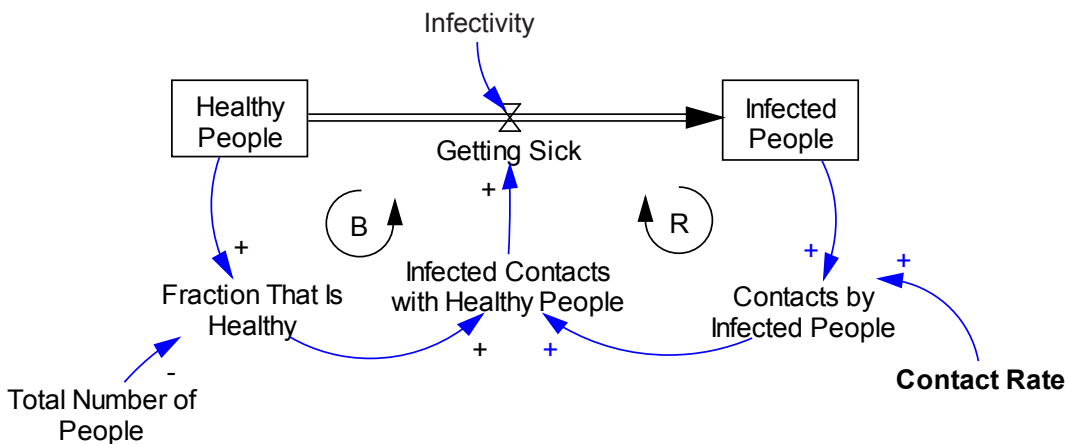 Infectivity
Healthy
People
Infected
People
Getting Sick
+
B
R
+
+
+
Infected Contacts
with Healthy People
Fraction That Is
Healthy
Contacts by
Infected People
+
+
-
Contact Rate
Total Number of
People